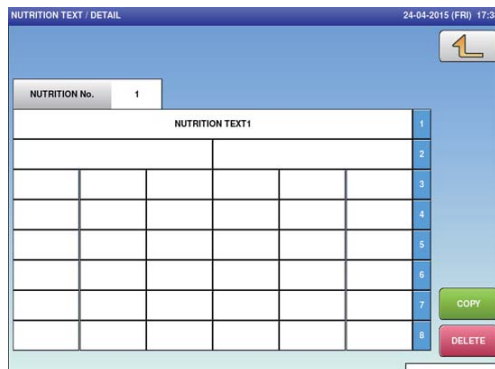 NUTRITION TEXT / DETAIL 24-04-2015 (FRI) 17:3
NUTRITION No. 1
NUTRITION TEXT1 1
2
3
4
5
6
7
COPY
8
DELETE